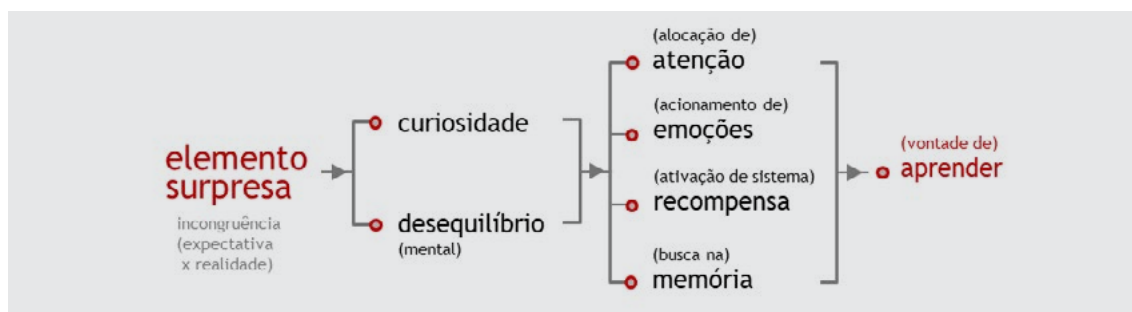 elemento
surpresa
incongruência
(expectativa
x realidade)
curiosidade
desequilíbrio
(mental)
(alocação de)
atenção
(acionamento de)
emoções
(ativação de sistema)
recompensa
(busca na)
memória
(vontade de)
aprender